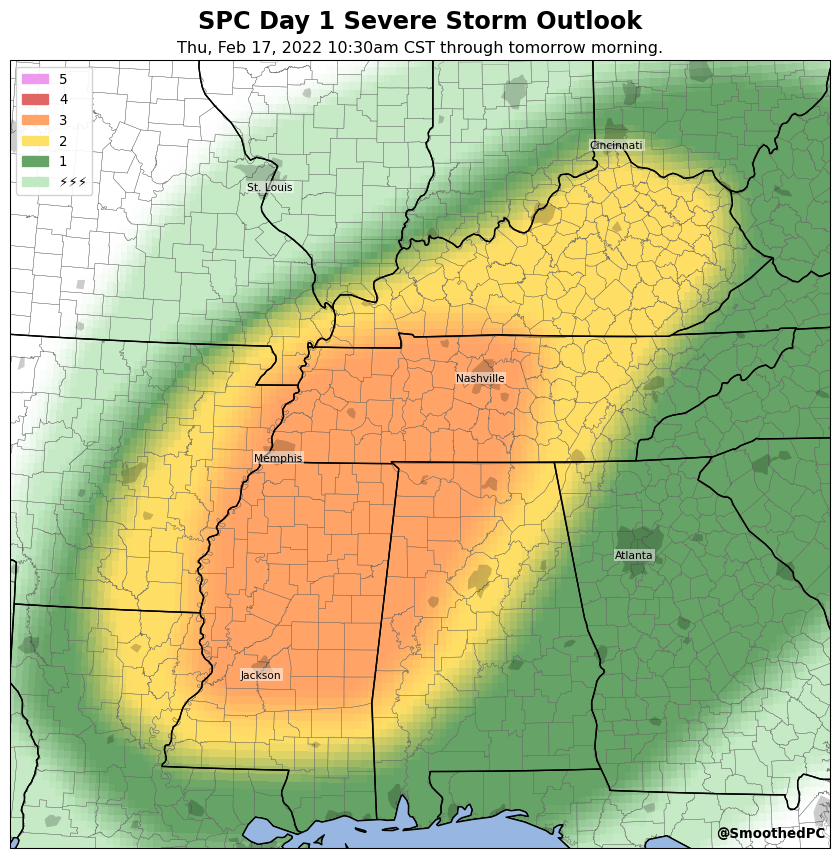 SPC Day 1 Severe Storm Outlook
Thu, Feb 17, 2022 10:30am CST through tomorrow morning.
5
4
3
2
1
⚡⚡⚡
Cincinnati
St. Louis
Nashville
Memphis
Atlanta
Jackson
@SmoothedPC